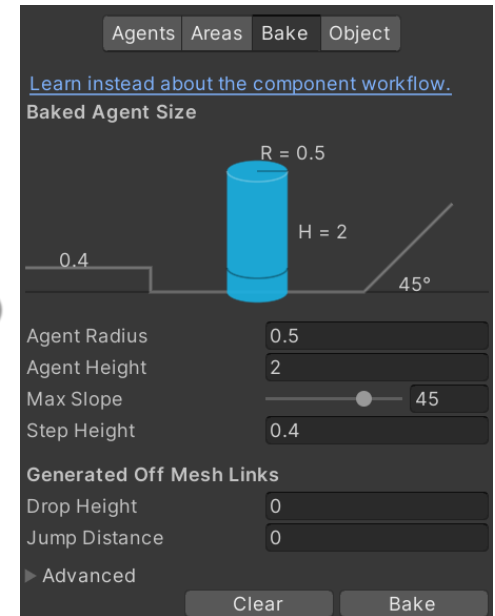 Agents Areas Bake Object
Learn instead about the component workflow.
Baked Agent Size
R = 0.5
H = 2
0.4
45°
Agent Radius 0.5
Agent Height 2
Max Slope 45
Step Height 0.4
Generated Off Mesh Links
Drop Height 0
Jump Distance 0
Advanced
Clear Bake